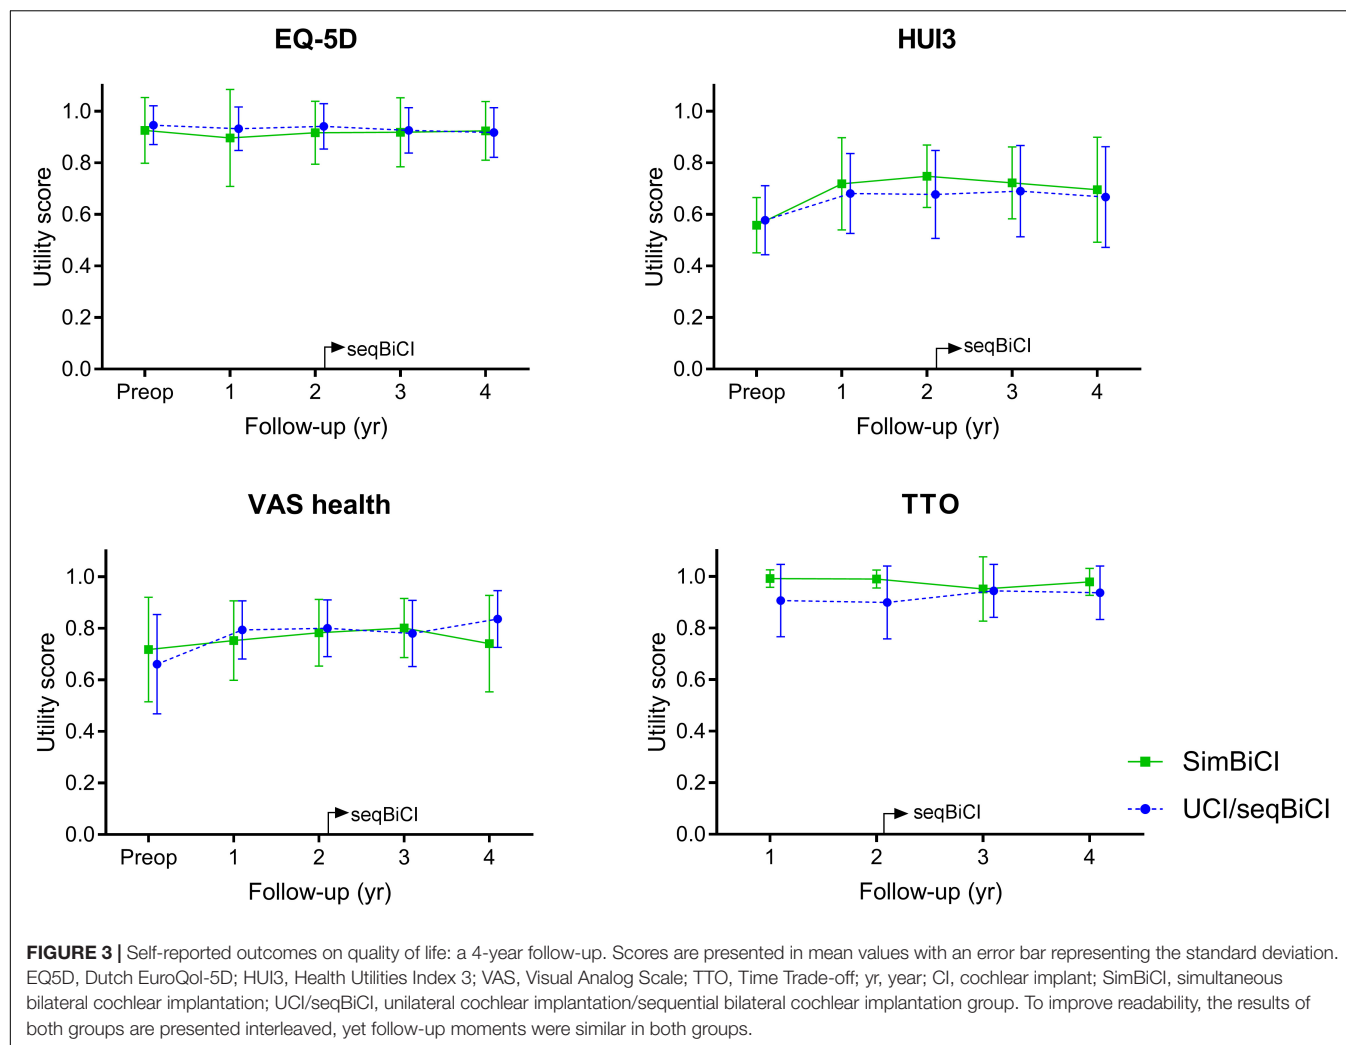 EQ-5D
HUI3
Utility score
1.0
0.8
0.6
0.4
0.2
0.0
seqBiCI
Preop 1 2 3 4
Follow-up (yr)
Utility score
1.0
0.8
0.6
0.4
0.2
0.0
seqBiCI
Preop 1 2 3 4
Follow-up (yr)
VAS health
TTO
Utility score
1.0
0.8
0.6
0.4
0.2
0.0
seqBiCI
Preop 1 2 3 4
Follow-up (yr)
Utility score
1.0
0.8
0.6
0.4
0.2
0.0
seqBiCI
1 2 3 4
Follow-up (yr)
SimBiCI
UCI/seqBiCI
FIGURE 3 | Self-reported outcomes on quality of life: a 4-year follow-up. Scores are presented in mean values with an error bar representing the standard deviation.
EQ5D, Dutch EuroQol-5D; HUI3, Health Utilities Index 3; VAS, Visual Analog Scale; TTO, Time Trade-off; yr, year; CI, cochlear implant; SimBiCI, simultaneous
bilateral cochlear implantation; UCI/seqBiCI, unilateral cochlear implantation/sequential bilateral cochlear implantation group. To improve readability, the results of
both groups are presented interleaved, yet follow-up moments were similar in both groups.